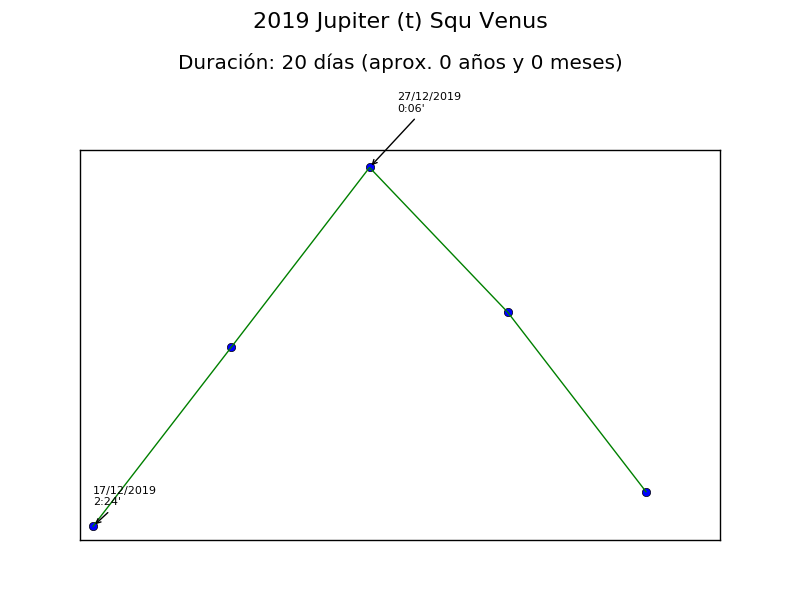 2019 Jupiter (t) Squ Venus
Duración: 20 días (aprox. 0 años y 0 meses)
27/12/2019
0:06'
17/12/2019
2:24'